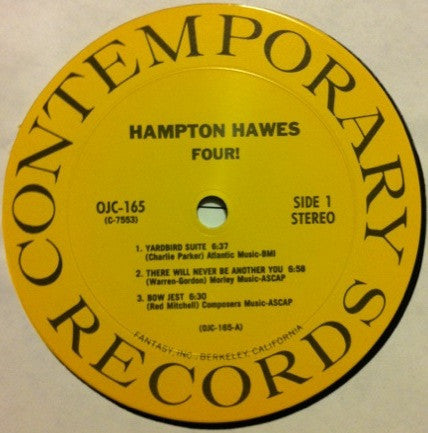 CONTEMPORARY RECORDS
HAMPTON HAWES
FOUR!
OJC-165
(C-7553)
SIDE 1
STEREO
1. YARDBIRD SUITE 6:37
(Charlie Parker) Atlantic Music-BMI
2. THERE WILL NEVER BE ANOTHER YOU 6:58
(Warren-Gordon) Morley Music-ASCAP
3. BOW JEST 6:30
(Red Mitchell) Composers Music-ASCAP
(OJC-165-A)
FANTASY, INC., BERKELEY, CALIFORNIA